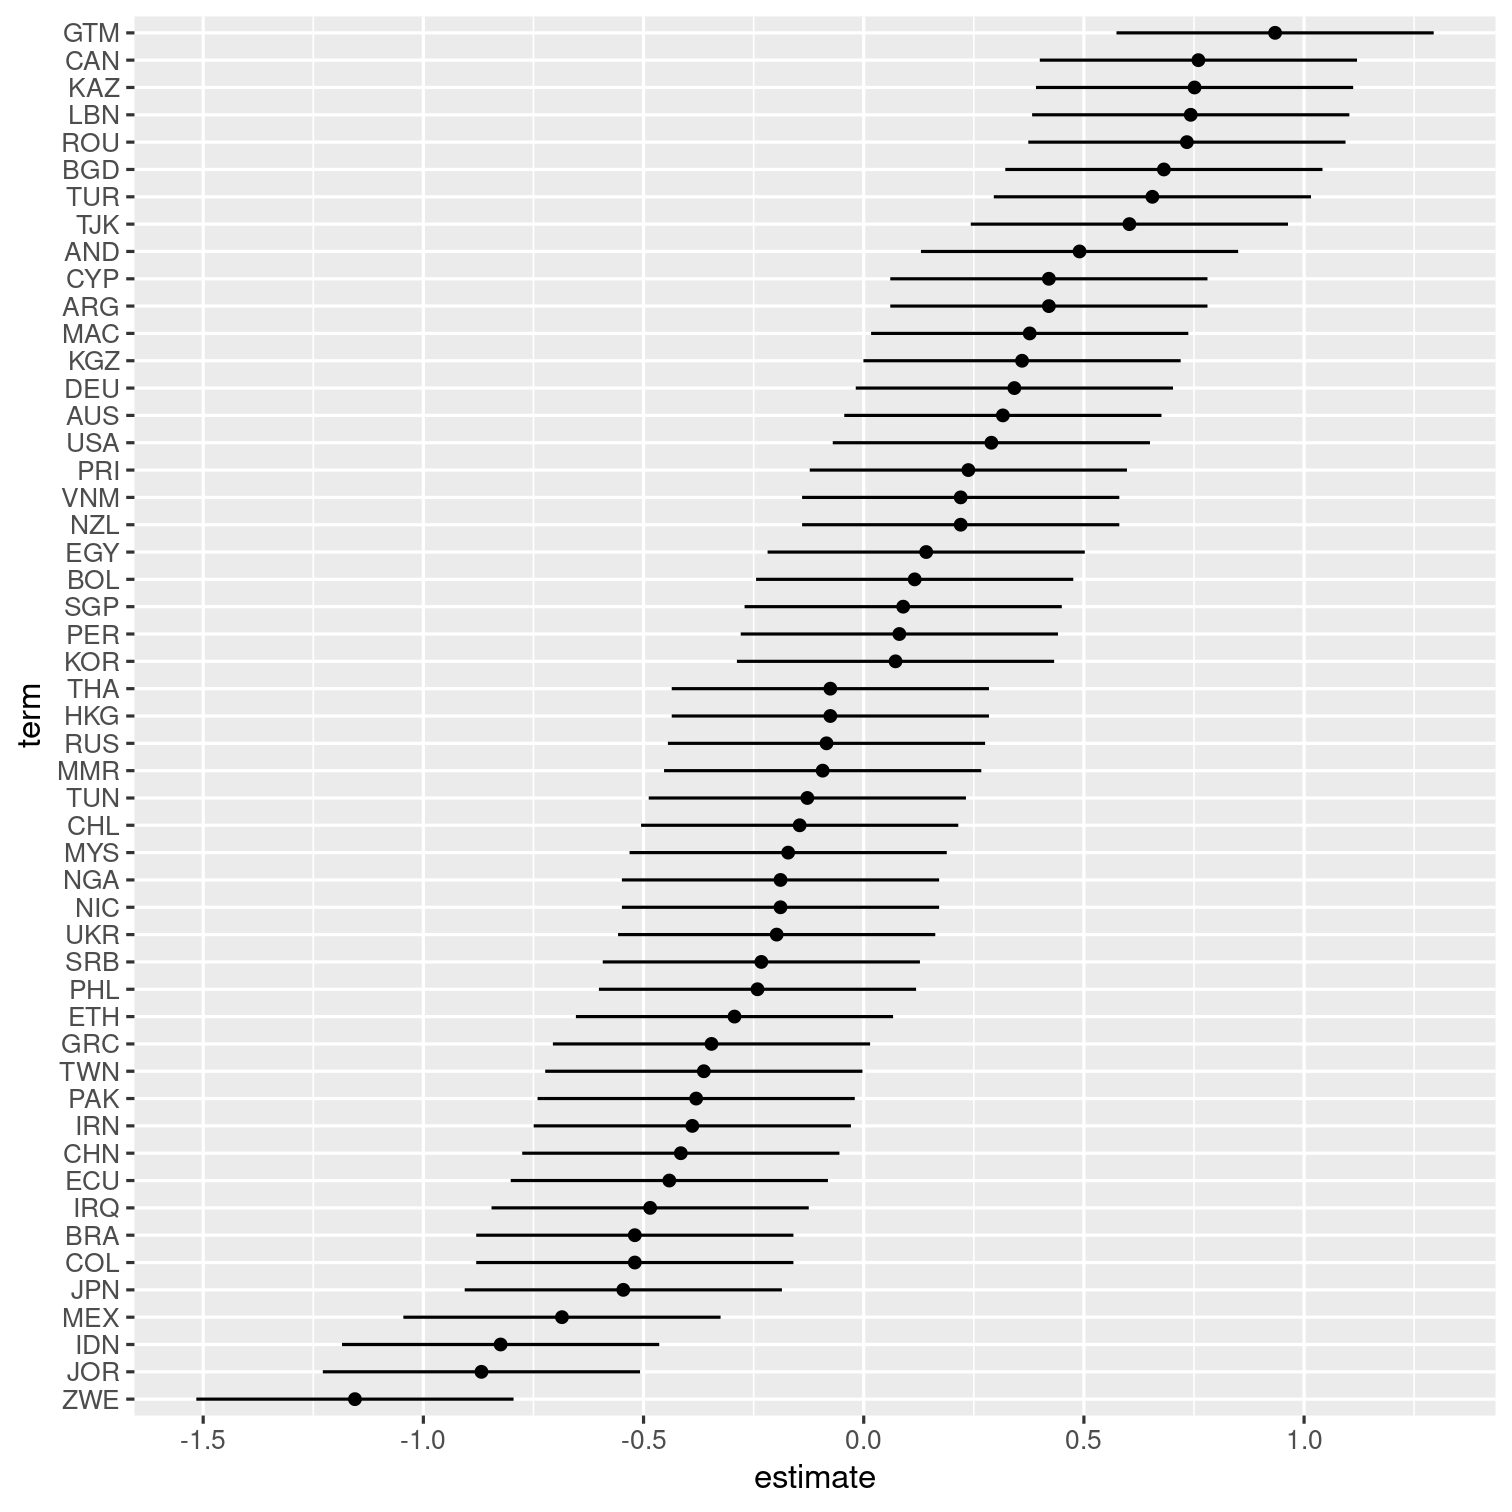 GTM
CAN
KAZ
LBN
ROU
BGD
TUR
TJK
AND
CYP
ARG
MAC
KGZ
DEU
AUS
USA
PRI
VNM
NZL
EGY
BOL
SGP
PER
KOR
THA
HKG
RUS
MMR
TUN
CHL
MYS
NGA
NIC
UKR
SRB
PHL
ETH
GRC
TWN
PAK
IRN
CHN
ECU
IRQ
BRA
COL
JPN
MEX
IDN
JOR
ZWE
term
-1.5 -1.0 -0.5 0.0 0.5 1.0
estimate